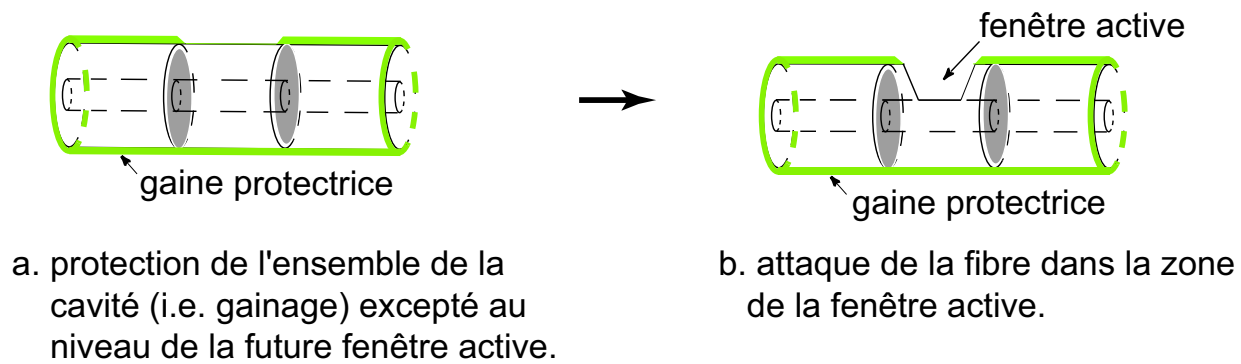 fenêtre active
gaine protectrice
gaine protectrice
a. protection de l'ensemble de la
cavité (i.e. gainage) excepté au
niveau de la future fenêtre active.
b. attaque de la fibre dans la zone
de la fenêtre active.